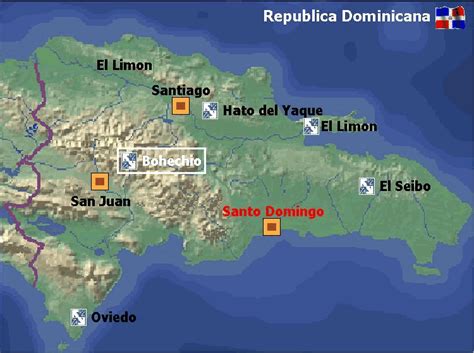 Republica Dominicana
El Limon
Santiago
Hato del Yaque
El Limon
Bohechio
San Juan
El Seibo
Santo Domingo
Oviedo